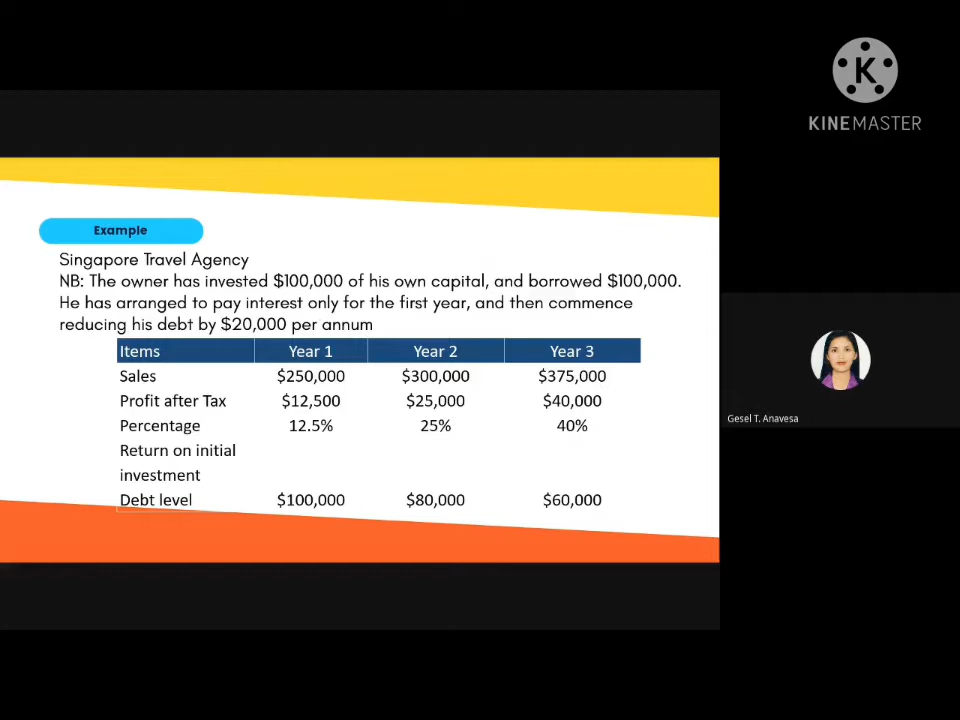 KINEMASTER
Example
Singapore Travel Agency
NB: The owner has invested $100,000 of his own capital, and borrowed $100,000.
He has arranged to pay interest only for the first year, and then commence
reducing his debt by $20,000 per annum
Items Year 1 Year 2 Year 3
Sales $250,000 $300,000 $375,000
Profit after Tax $12,500 $25,000 $40,000
Percentage 12.5% 25% 40%
Return on initial
investment
Debt level $100,000 $80,000 $60,000
Gesel T. Anavesa